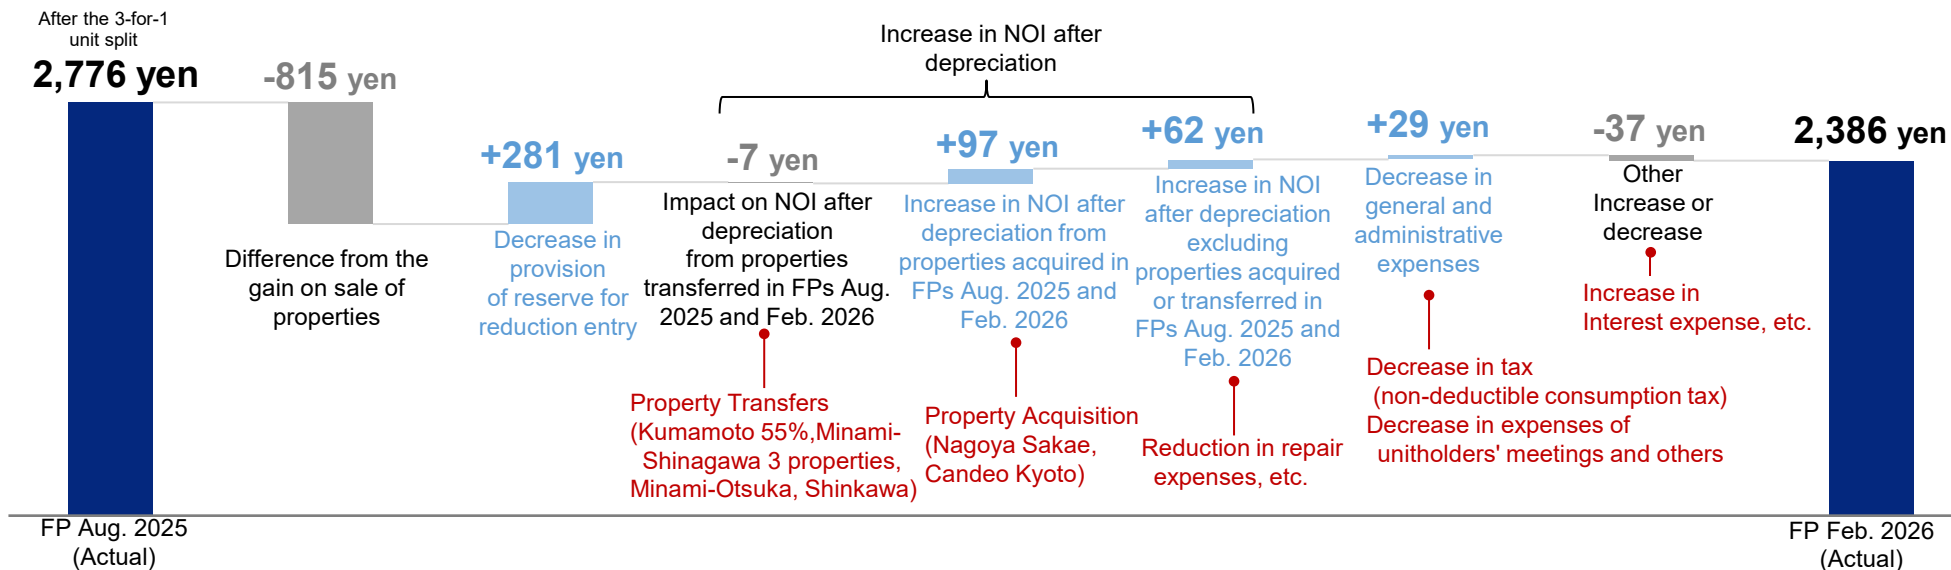 After the 3-for-1
unit split
2,776 yen
-815 yen
Difference from the
gain on sale of
properties
+281 yen
Decrease in
provision
of reserve for
reduction entry
Increase in NOI after
depreciation
-7 yen
Impact on NOI after
depreciation
from properties
transferred in FPs Aug.
2025 and Feb. 2026
Property Transfers
(Kumamoto 55%,Minami-
Shinagawa 3 properties,
Minami-Otsuka, Shinkawa)
+97 yen
Increase in NOI after
depreciation from
properties acquired in
FPs Aug. 2025 and
Feb. 2026
Property Acquisition
(Nagoya Sakae,
Candeo Kyoto)
+62 yen
Increase in NOI
after depreciation
excluding
properties acquired
or transferred in
FPs Aug. 2025 and
Feb. 2026
Reduction in repair
expenses, etc.
+29 yen
Decrease in
general and
administrative
expenses
Decrease in tax
(non-deductible consumption tax)
Decrease in expenses of
unitholders' meetings and others
-37 yen
Other
Increase or
decrease
Increase in
Interest expense, etc.
2,386 yen
FP Aug. 2025
(Actual)
FP Feb. 2026
(Actual)